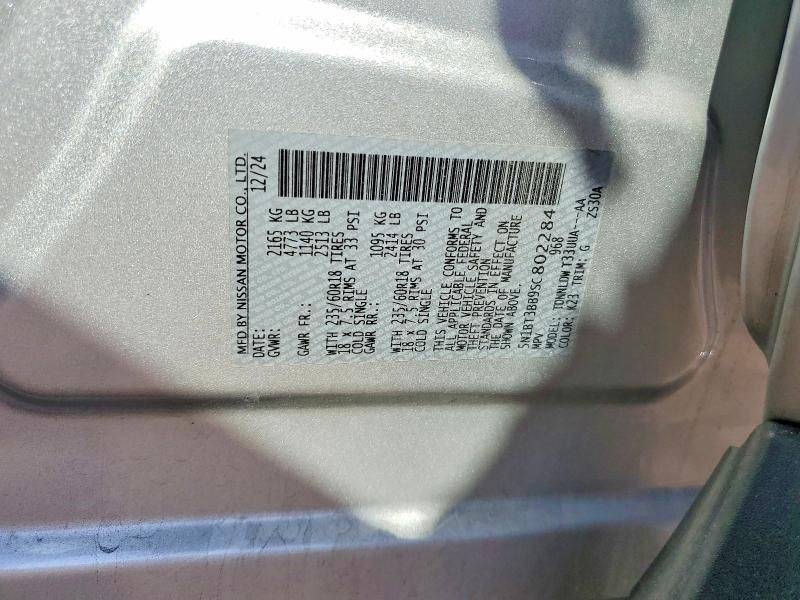 MFD BY NISSAN MOTOR CO., LTD.
DATE: 12/24
GVWR: 2165 KG
4773 LB
GAWR FR.: 1140 KG
2513 LB
WITH 235/60R18 TIRES
18 X 7.5 RIMS AT 33 PSI
COLD SINGLE
GAWR RR.: 1095 KG
2414 LB
WITH 235/60R18 TIRES
18 X 7.5 RIMS AT 30 PSI
COLD SINGLE
THIS VEHICLE CONFORMS TO
ALL APPLICABLE FEDERAL
MOTOR VEHICLE SAFETY AND
THEFT PREVENTION
STANDARDS IN EFFECT ON
THE DATE OF MANUFACTURE
SHOWN ABOVE.
5N1BT3BB9SC802284
MPV 968
MODEL: TONNLDW T33UUA---AA
COLOR: K23 TRIM: G ZS30A